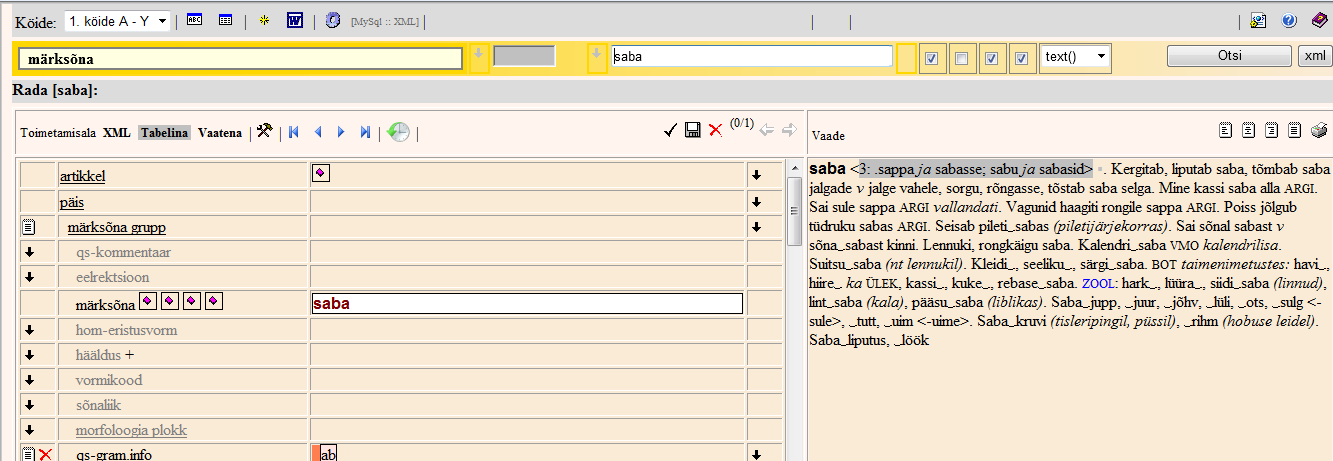 Köide: 1. köide A - Y [MySql :: XML]
märksõna saba text() Otsi xml
Rada [saba]:
Toimetamisala XML Tabelina Vaatena (0/1)
artikkel
päis
märksõna grupp
qs-kommentaar
eelrektsioon
märksõna saba
hom-eristusvorm
hääldus +
vormikood
sõnaliik
morfoloogia plokk
qs-gram.info ab
Vaade
saba <3: .sappa ja sabasse; sabu ja sabasid> . Kergitab, liputab saba, tõmbab saba
jalgade v jalge vahele, sorgu, rõngasse, tõstab saba selga. Mine kassi saba alla ARGI.
Sai sule sappa ARGI vallandati. Vagunid haagiti rongile sappa ARGI. Poiss jõlgub
tüdruku sabas ARGI. Seisab pileti_sabas (piletijärjekorras). Sai sõnal sabast v
sõna_sabast kinni. Lennuki, rongkäigu saba. Kalendri_saba VMO kalendrilisa.
Suitsu_saba (nt lennukil). Kleidi_, seeliku_, särgi_saba. BOT taimenimetustes: havi_,
hiire_ ka ÜLEK, kassi_, kuke_, rebase_saba. ZOOL: hark_, lüüra_, siidi_saba (linnud),
lint_saba (kala), pääsu_saba (liblikas). Saba_jupp, _juur, _jõhv, _lüli, _ots, _sulg <-
sule>, _tutt, _uim <-uime>. Saba_kruvi (tisleripingil, püssil), _rihm (hobuse leidel).
Saba_liputus, _löök